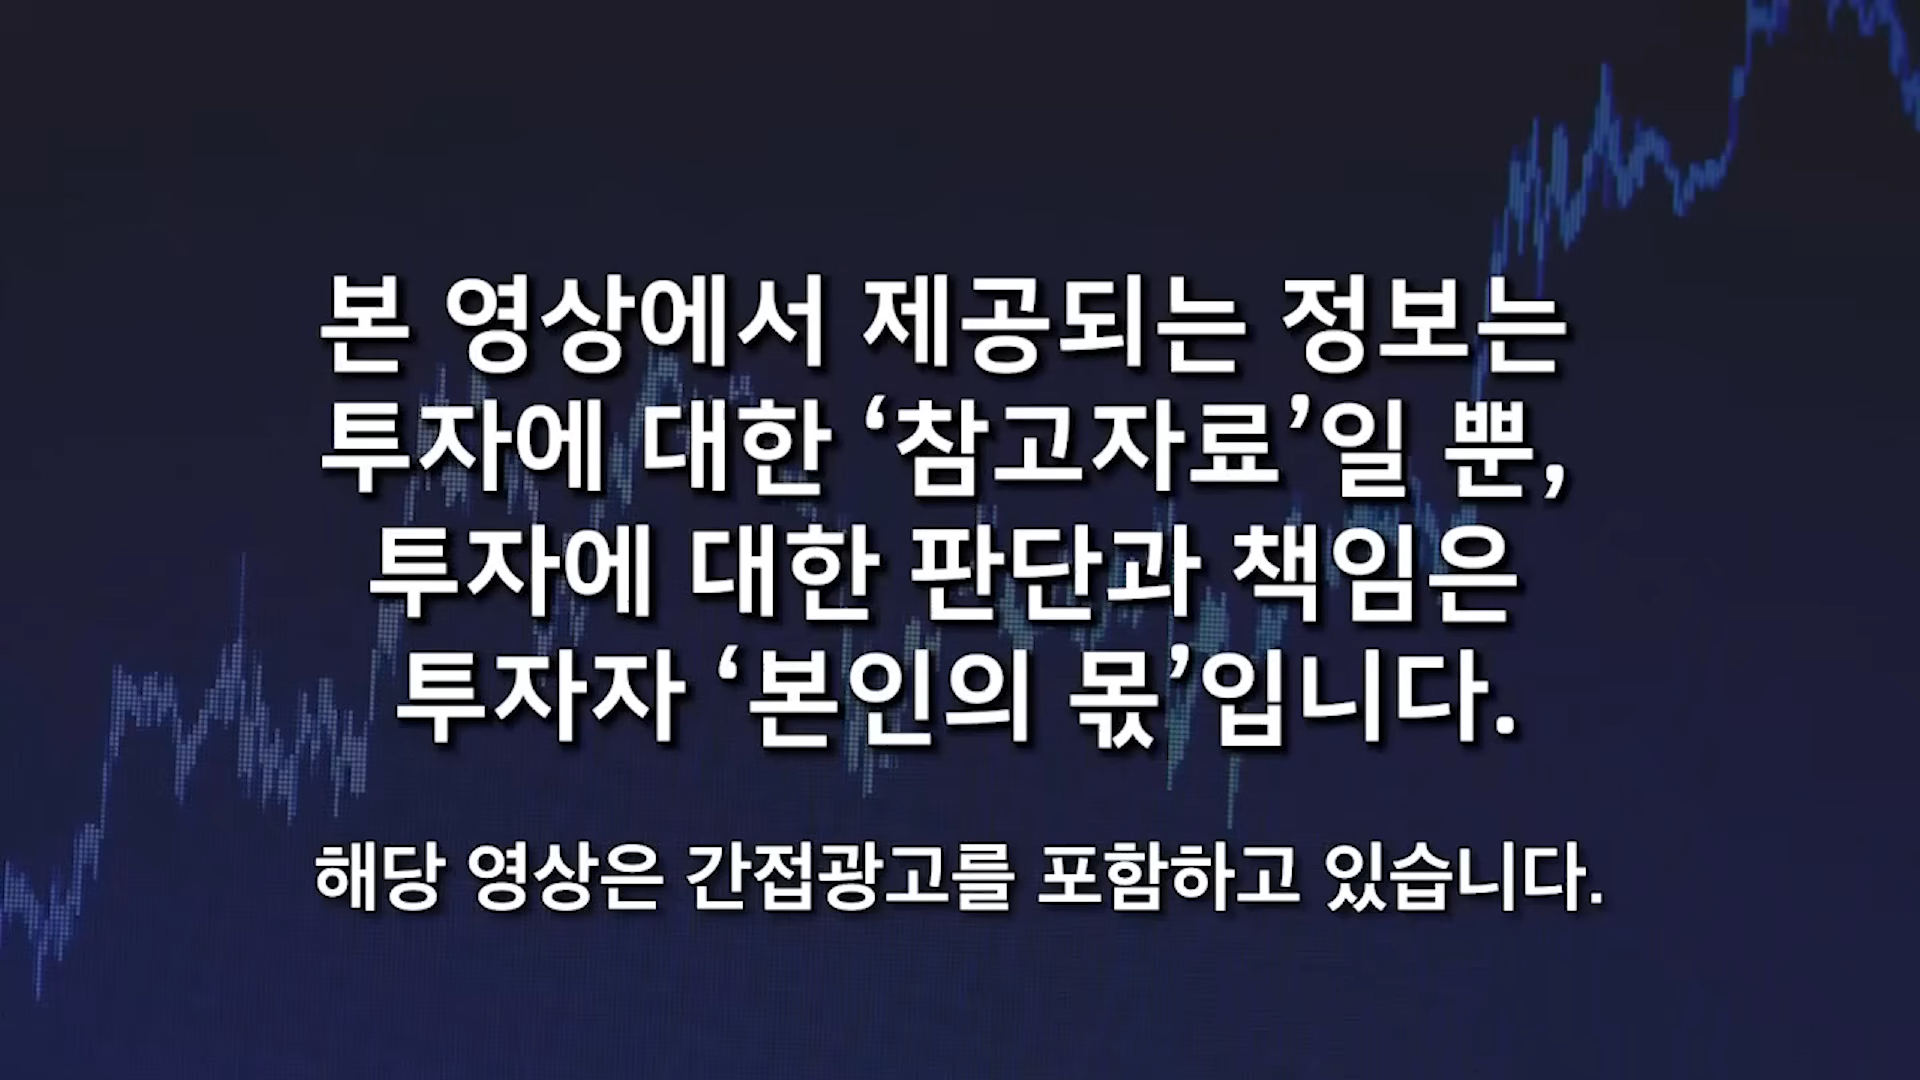 본 영상에서 제공되는 정보는
투자에 대한 ‘참고자료’일 뿐,
투자에 대한 판단과 책임은
투자자 ‘본인의 몫’입니다.
해당 영상은 간접광고를 포함하고 있습니다.